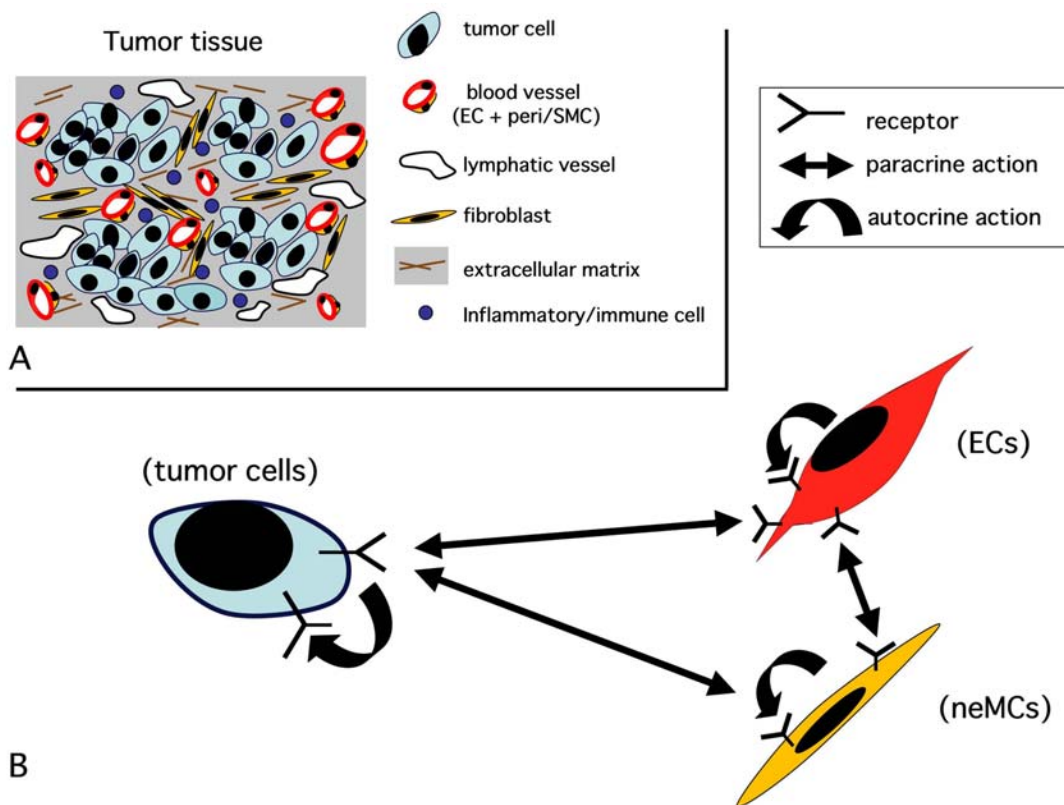 Tumor tissue
tumor cell
blood vessel
(EC + peri/SMC)
lymphatic vessel
fibroblast
extracellular matrix
Inflammatory/immune cell
A
receptor
paracrine action
autocrine action
(tumor cells)
(ECs)
(neMCs)
B